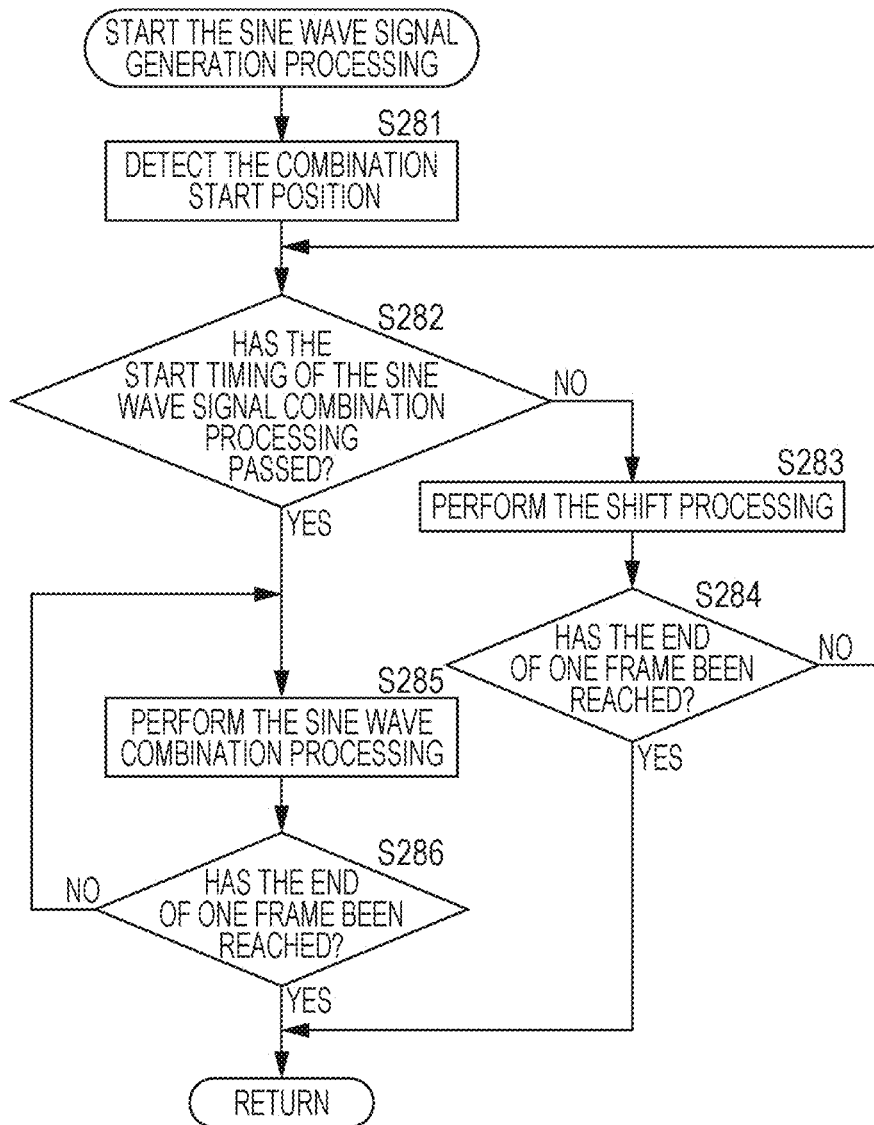 START THE SINE WAVE SIGNAL
GENERATION PROCESSING
S281
DETECT THE COMBINATION
START POSITION
S282
HAS THE
START TIMING OF THE SINE
WAVE SIGNAL COMBINATION
PROCESSING
PASSED?
NO
YES
S283
PERFORM THE SHIFT PROCESSING
S284
HAS THE END
OF ONE FRAME BEEN
REACHED?
NO
YES
S285
PERFORM THE SINE WAVE
COMBINATION PROCESSING
S286
HAS THE END
OF ONE FRAME BEEN
REACHED?
NO
YES
RETURN